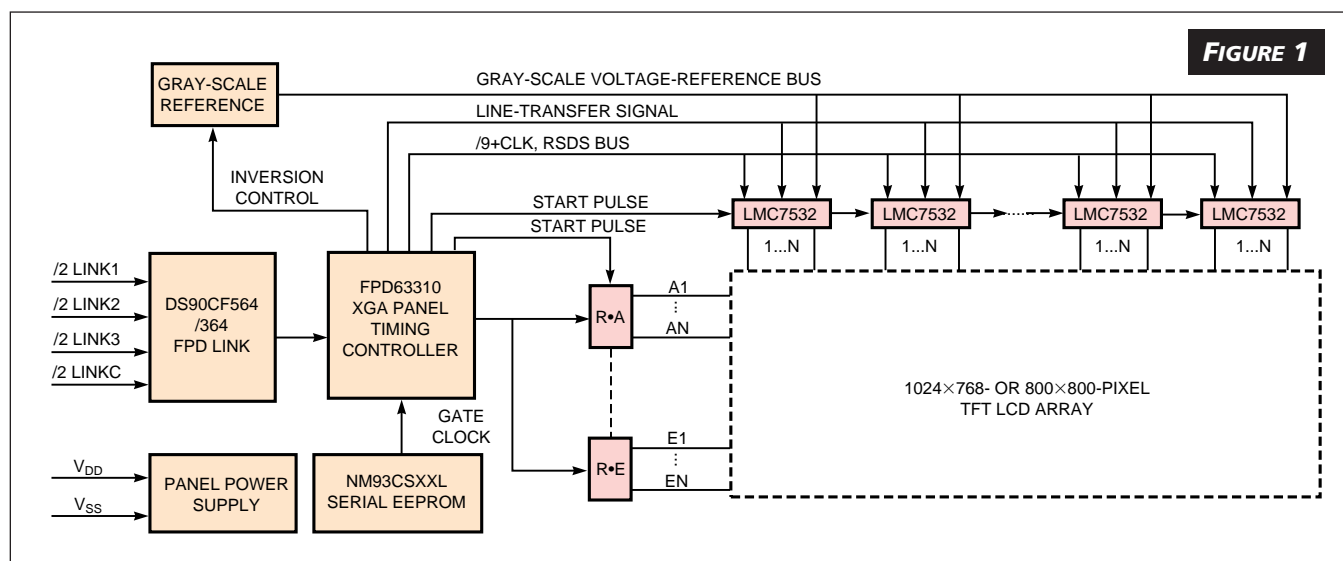 FIGURE 1
GRAY-SCALE
REFERENCE
GRAY-SCALE VOLTAGE-REFERENCE BUS
LINE-TRANSFER SIGNAL
/9+CLK, RSDS BUS
INVERSION
CONTROL
START PULSE
START PULSE
LMC7532
LMC7532
LMC7532
LMC7532
1...N
1...N
1...N
1...N
/2 LINK1
/2 LINK2
/2 LINK3
/2 LINKC
DS90CF564
/364
FPD LINK
FPD63310
XGA PANEL
TIMING
CONTROLLER
R•A
A1
⋮
AN
1024×768- OR 800×800-PIXEL
TFT LCD ARRAY
GATE
CLOCK
R•E
E1
⋮
EN
VDD
VSS
PANEL POWER
SUPPLY
NM93CSXXL
SERIAL EEPROM